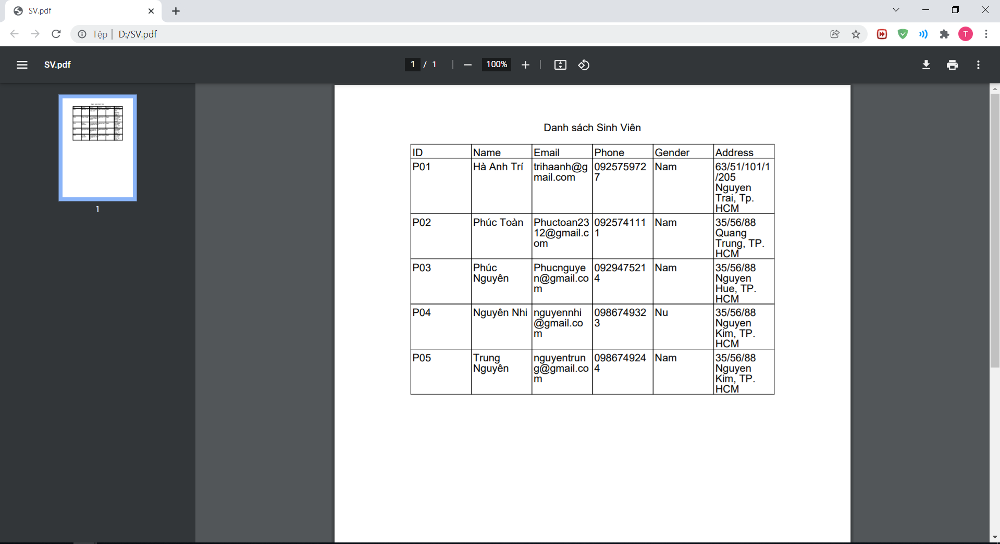 SV.pdf
Tệp | D:/SV.pdf
T
SV.pdf
1 / 1
100%
1
Danh sách Sinh Viên
ID Name Email Phone Gender Address
P01 Hà Anh Trí trihaanh@g 092575972 Nam 63/51/101/1
mail.com 7 /205
Nguyen
Trai, Tp.
HCM
P02 Phúc Toàn Phuctoan23 092574111 Nam 35/56/88
12@gmail.c 1 Quang
om Trung, TP.
HCM
P03 Phúc Phucnguye 092947521 Nam 35/56/88
Nguyên n@gmail.co 4 Nguyen
m Hue, TP.
HCM
P04 Nguyên Nhi nguyennhi 098674932 Nu 35/56/88
@gmail.co 3 Nguyen
m Kim, TP.
HCM
P05 Trung nguyentrun 098674924 Nam 35/56/88
Nguyên g@gmail.co 4 Nguyen
m Kim, TP.
HCM